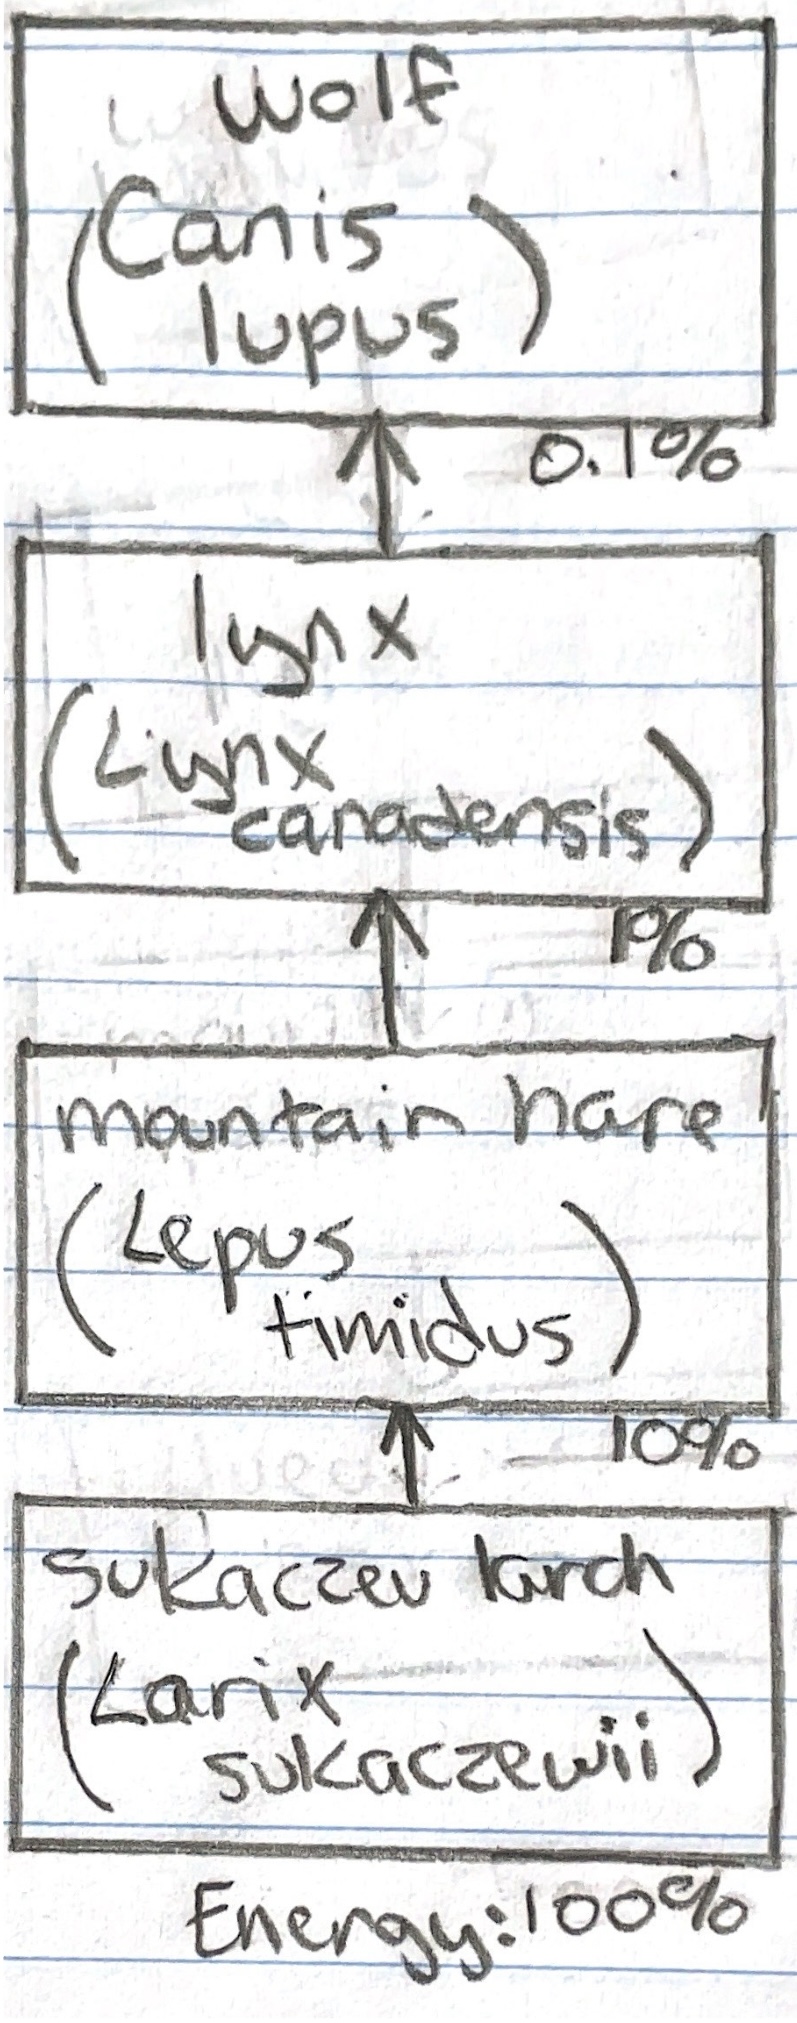 wolf
(Canis
lupus)
0.1%
lynx
(Lynx
canadensis)
1%
mountain hare
(Lepus
timidus)
10%
sukaczev larch
(Larix
sukaczewii)
Energy: 100%